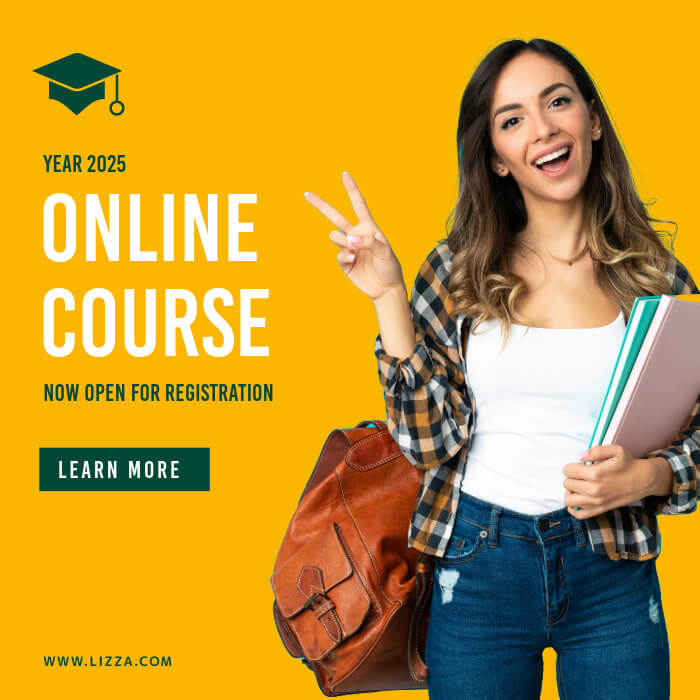 YEAR 2025
ONLINE
COURSE
NOW OPEN FOR REGISTRATION
LEARN MORE
WWW.LIZZA.COM